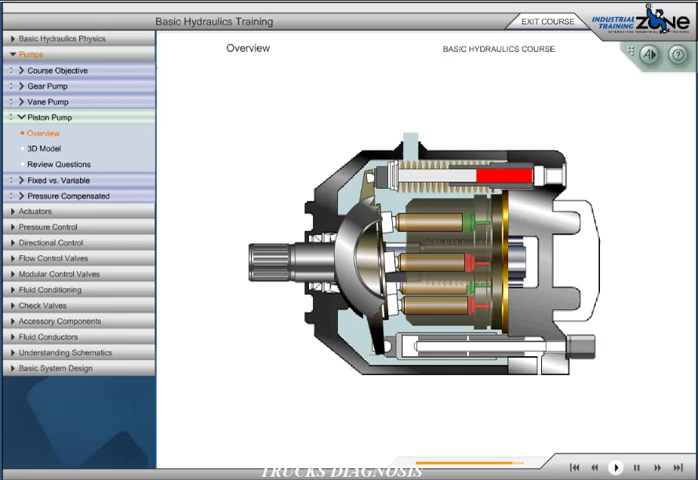 Basic Hydraulics Training
EXIT COURSE
INDUSTRIAL
TRAINING
ZONE
Basic Hydraulics Physics
Pumps
Course Objective
Gear Pump
Vane Pump
Piston Pump
Overview
3D Model
Review Questions
Fixed vs. Variable
Pressure Compensated
Actuators
Pressure Control
Directional Control
Flow Control Valves
Modular Control Valves
Fluid Conditioning
Check Valves
Accessory Components
Fluid Conductors
Understanding Schematics
Basic System Design
Overview
BASIC HYDRAULICS COURSE
A
?
TRUCKS DIAGNOSIS